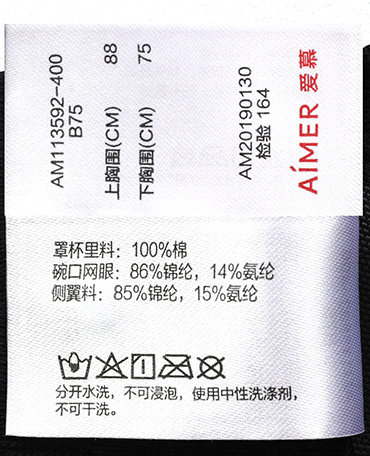 AM113592-400
B75
上胸围(CM) 88
下胸围(CM) 75
AM20190130
检验 164
AiMER 爱慕
罩杯里料：100%棉
碗口网眼：86%锦纶，14%氨纶
侧翼料：85%锦纶，15%氨纶
分开水洗，不可浸泡，使用中性洗涤剂，
不可干洗。